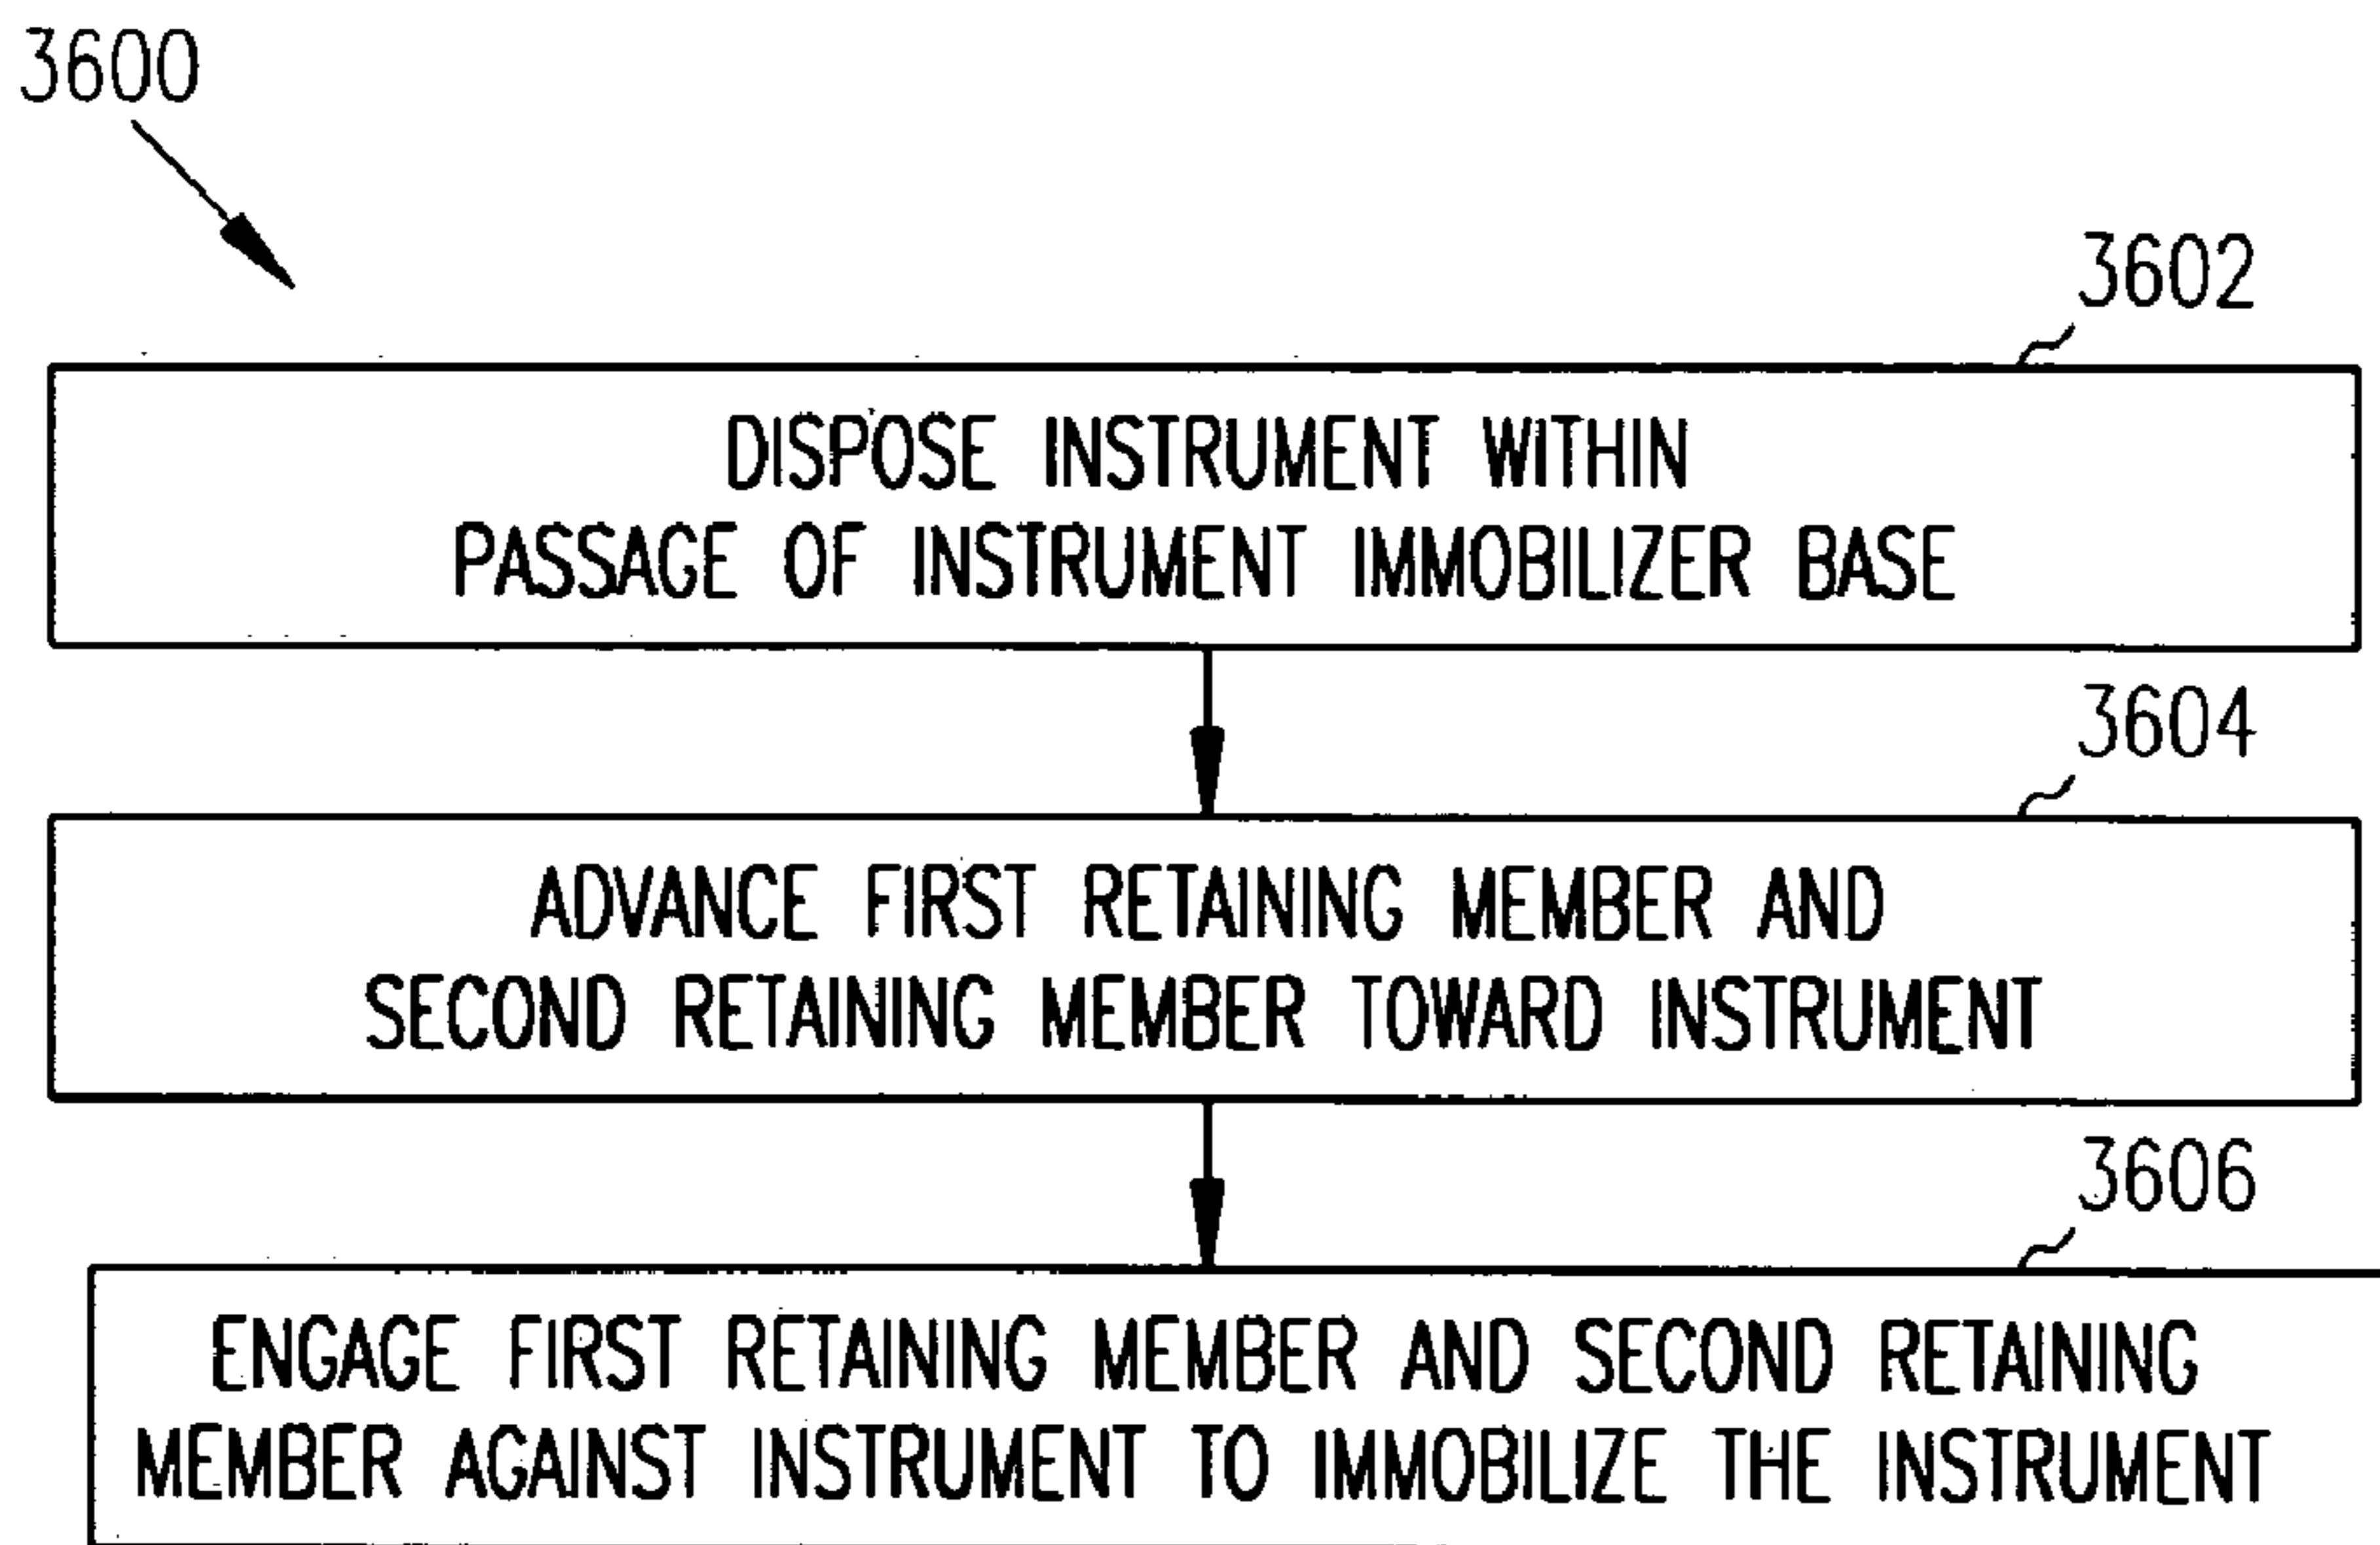 3600
3602
DISPOSE INSTRUMENT WITHIN
PASSAGE OF INSTRUMENT IMMOBILIZER BASE
3604
ADVANCE FIRST RETAINING MEMBER AND
SECOND RETAINING MEMBER TOWARD INSTRUMENT
3606
ENGAGE FIRST RETAINING MEMBER AND SECOND RETAINING
MEMBER AGAINST INSTRUMENT TO IMMOBILIZE THE INSTRUMENT